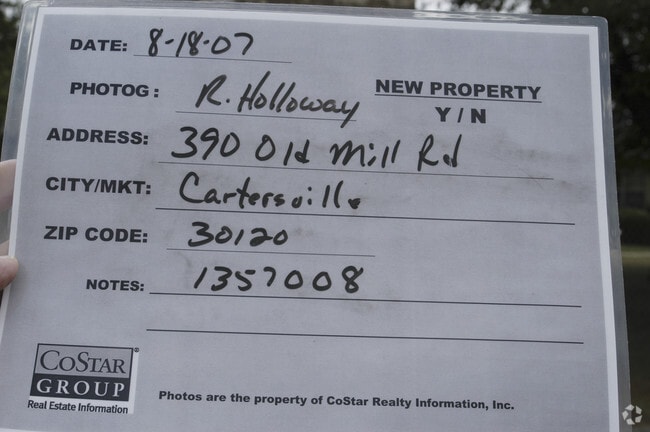 DATE: 8-18-07
PHOTOG: R. Holloway
NEW PROPERTY
Y / N
ADDRESS: 390 Old Mill Rd
CITY/MKT: Cartersville
ZIP CODE: 30120
NOTES: 1357008
COSTAR®
GROUP
Real Estate Information
Photos are the property of CoStar Realty Information, Inc.